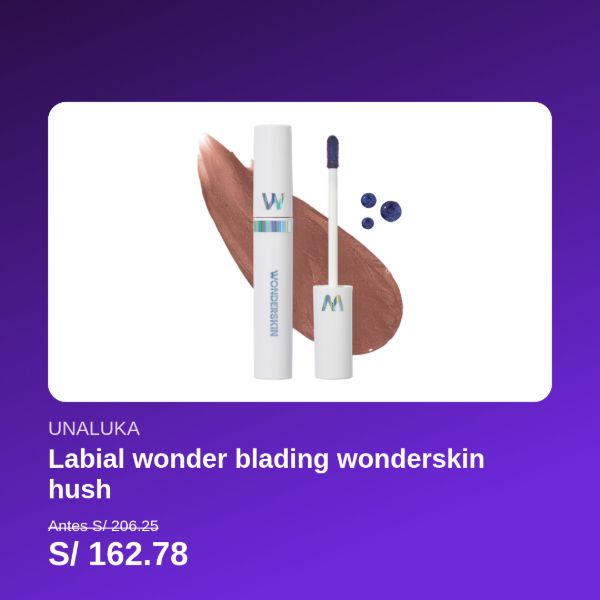 W
WONDERSKIN
W
UNALUKA
Labial wonder blading wonderskin
hush
Antes S/ 206.25
S/ 162.78